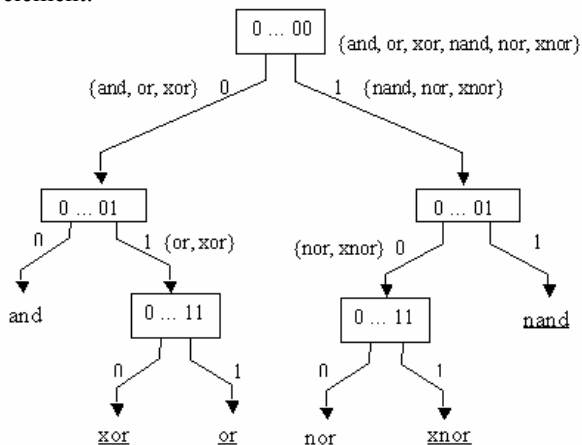 element.
0 ... 00
{and, or, xor, nand, nor, xnor}
{and, or, xor} 0
1 {nand, nor, xnor}
0 ... 01
0 ... 01
0
1 {or, xor}
{nor, xnor} 0
1
and
0 ... 11
0 ... 11
nand
0
1
0
1
xor
or
nor
xnor